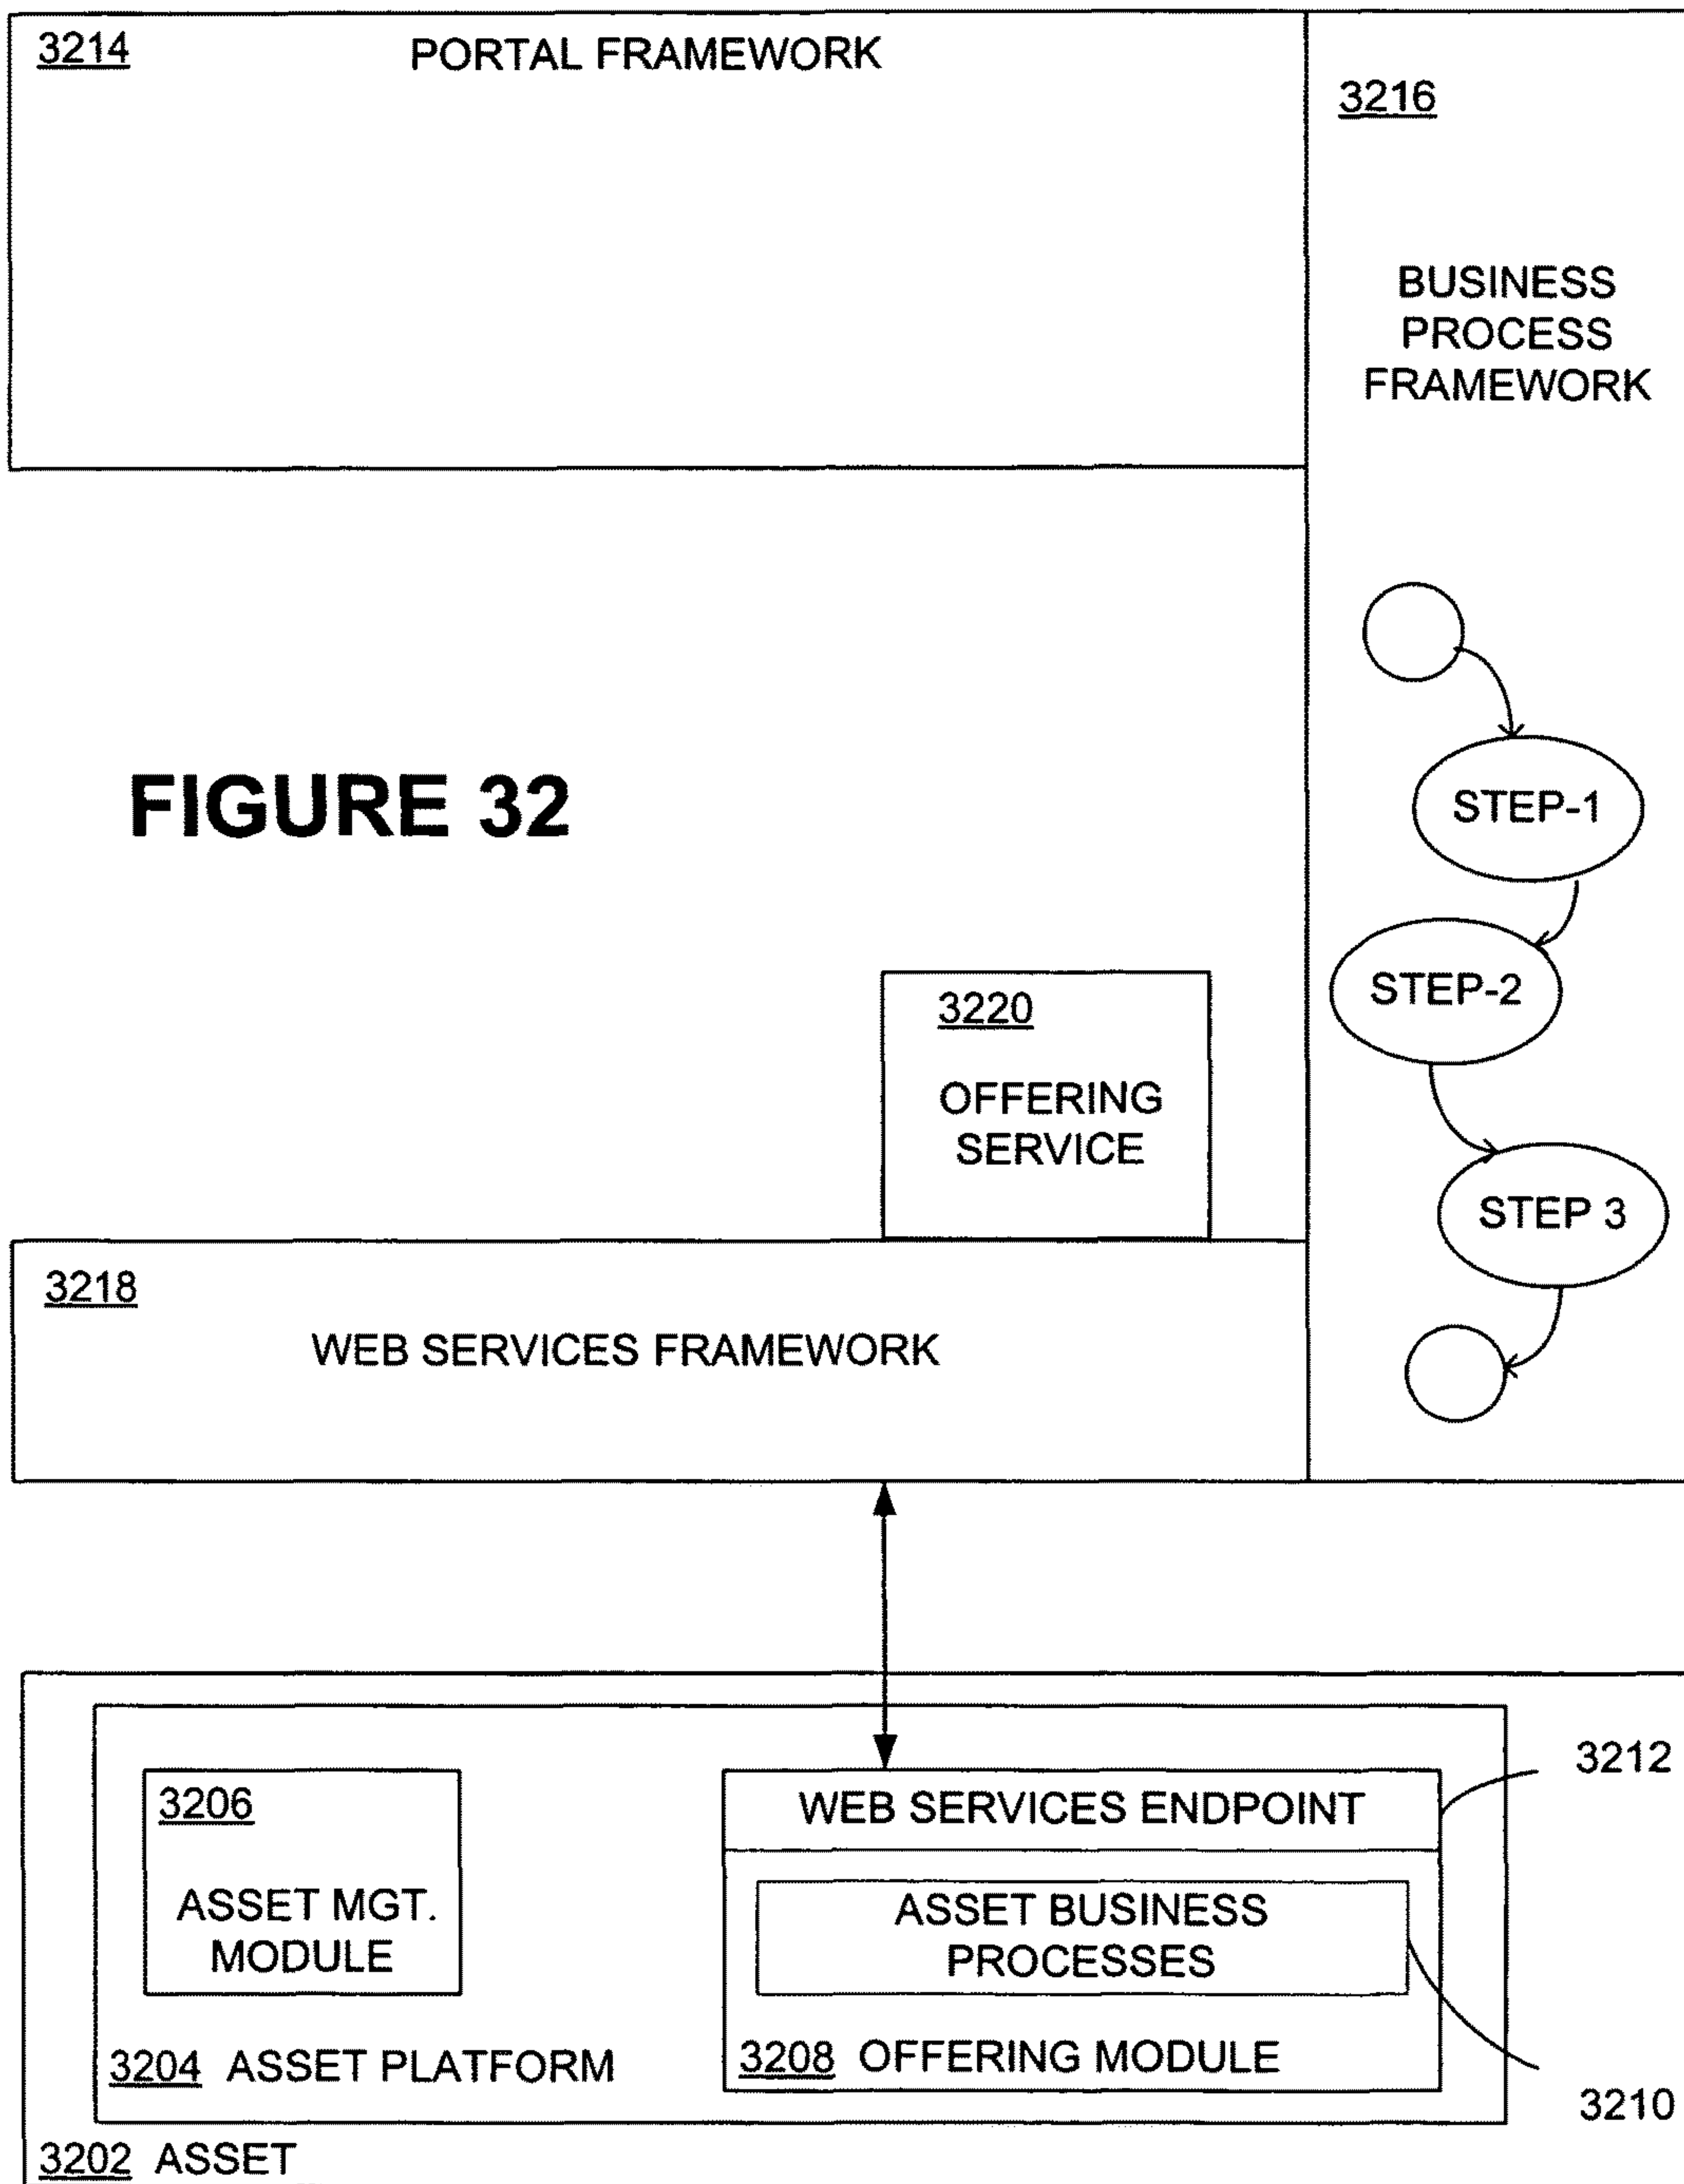 3214 PORTAL FRAMEWORK
3216
BUSINESS
PROCESS
FRAMEWORK
FIGURE 32
STEP-1
STEP-2
STEP 3
3220
OFFERING
SERVICE
3218
WEB SERVICES FRAMEWORK
3212
3206
WEB SERVICES ENDPOINT
ASSET MGT.
MODULE
ASSET BUSINESS
PROCESSES
3204 ASSET PLATFORM
3208 OFFERING MODULE
3210
3202 ASSET